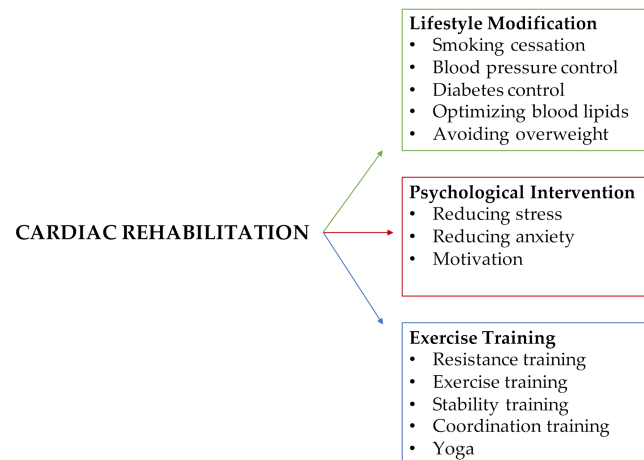 Lifestyle Modification
• Smoking cessation
• Blood pressure control
• Diabetes control
• Optimizing blood lipids
• Avoiding overweight
CARDIAC REHABILITATION
Psychological Intervention
• Reducing stress
• Reducing anxiety
• Motivation
Exercise Training
• Resistance training
• Exercise training
• Stability training
• Coordination training
• Yoga